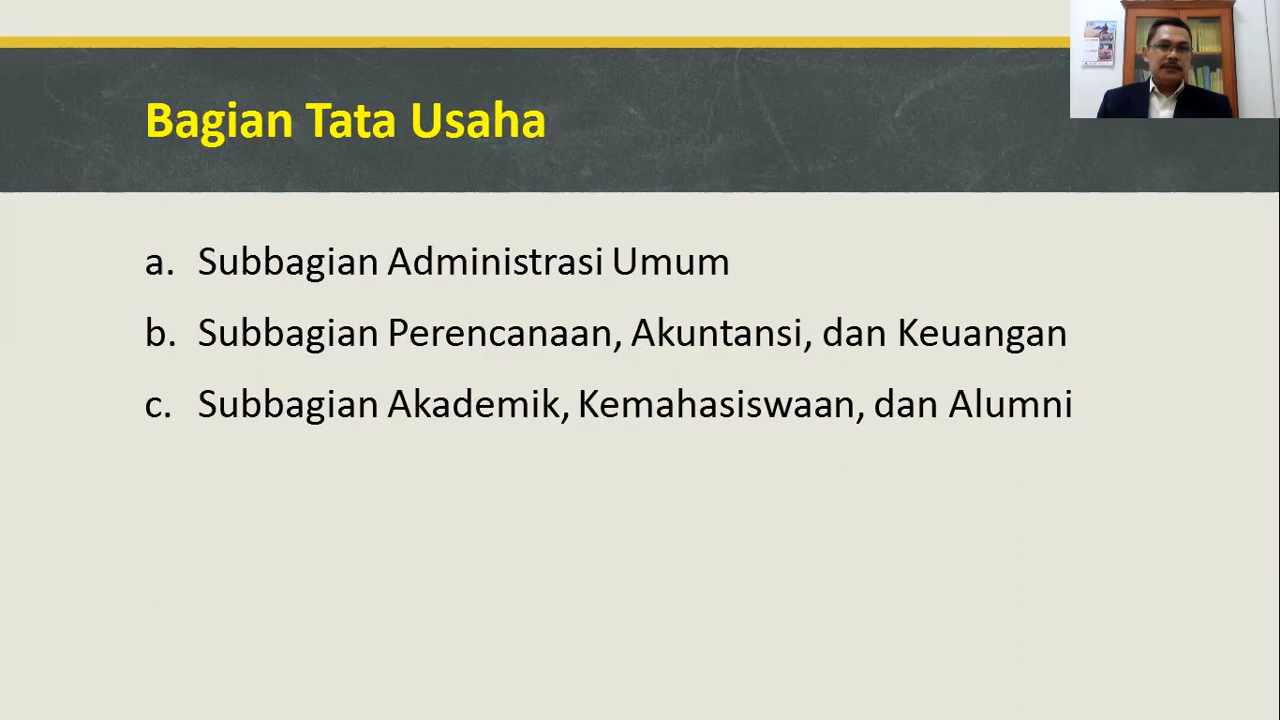 Bagian Tata Usaha
a. Subbagian Administrasi Umum
b. Subbagian Perencanaan, Akuntansi, dan Keuangan
c. Subbagian Akademik, Kemahasiswaan, dan Alumni